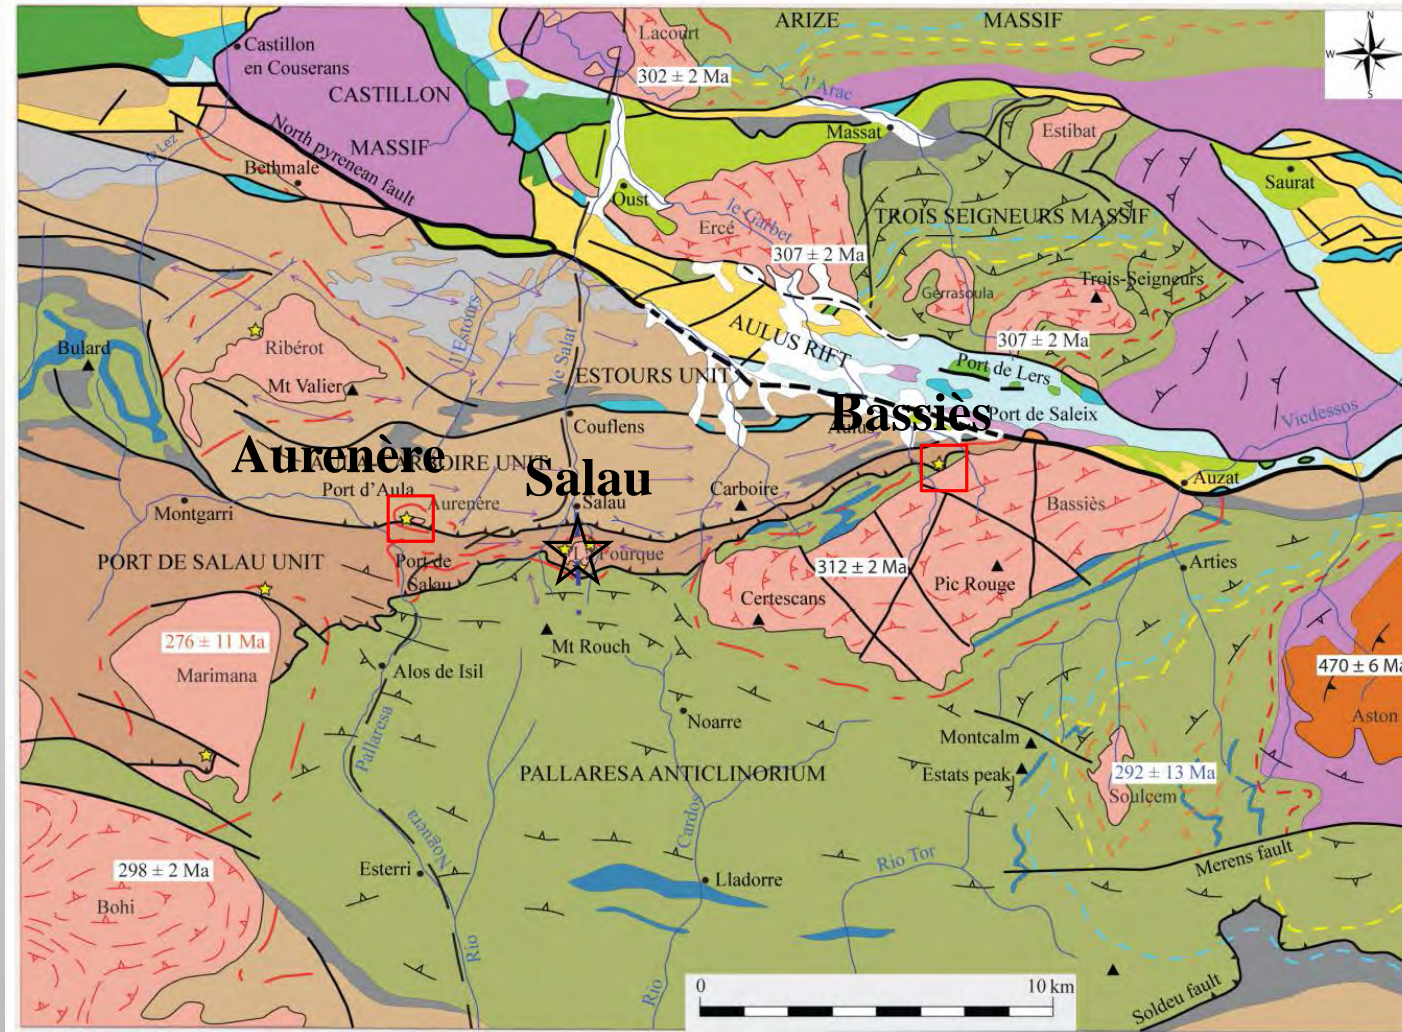 ARIZE MASSIF
N
W E
S
Castillon
en Couserans
Lacourt
302 ± 2 Ma
l'Arac
CASTILLON
MASSIF
North pyrenean fault
le Lez
Bethmale
Massat
Estibat
Saurat
Oust
le Garbet
Ercé
TROIS SEIGNEURS MASSIF
307 ± 2 Ma
Gerrasoula
Trois-Seigneurs
307 ± 2 Ma
l'Estours
le Salat
AULUS RIFT
Port de Lers
Bulard
Ribérot
Mt Valier
ESTOURS UNIT
Port de Saleix
Vicdessos
Bassiès
Couflens
Aulus
Aurenère
Salau
Port d'Aula
Aurenère
Montgarri
Salau
Carboire
Bassiès
Auzat
PORT DE SALAU UNIT
Port de
Salau
Fourque
312 ± 2 Ma
Pic Rouge
Arties
Certescans
276 ± 11 Ma
Marimana
Mt Rouch
Alos de Isil
470 ± 6 Ma
Aston
Pallaresa
Noarre
Montcalm
PALLARESA ANTICLINORIUM
Estats peak
292 ± 13 Ma
Soulcem
Cardos
Noguera
298 ± 2 Ma
Bohi
Esterri
Rio Tor
Merens fault
Lladorre
Rio
Rio
0 10 km
Soldeu fault